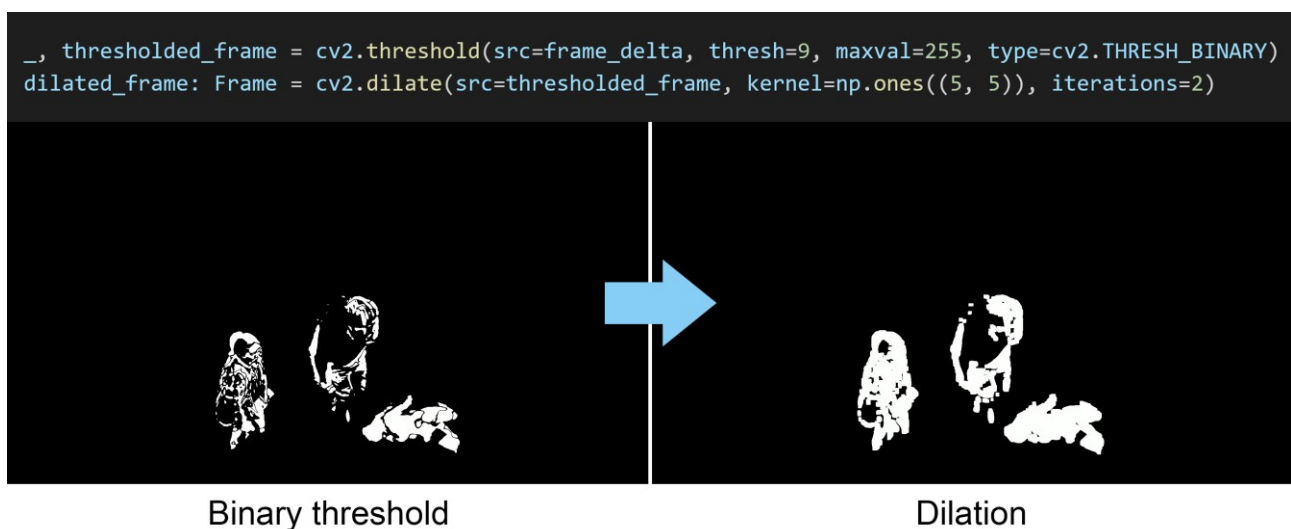 _, thresholded_frame = cv2.threshold(src=frame_delta, thresh=9, maxval=255, type=cv2.THRESH_BINARY)
dilated_frame: Frame = cv2.dilate(src=thresholded_frame, kernel=np.ones((5, 5)), iterations=2)
Binary threshold
Dilation